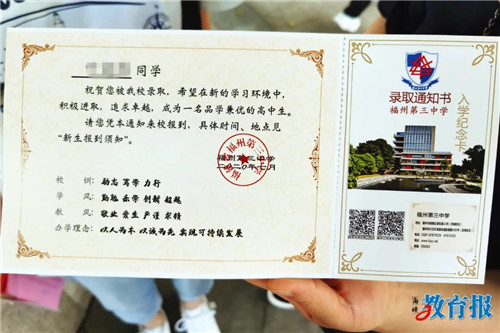 同学
祝贺您被我校录取，希望在新的学习环境中，
积极进取，追求卓越，成为一名品学兼优的高中生。
请您凭本通知来校报到，具体时间、地点见
“新生报到须知”。
福州第三中学
二〇二〇年七月
校 训：励志 笃学 力行
学 风：勤勉 乐学 创新 超越
教 风：敬业 爱生 严谨 求精
办学理念：以人为本 以诚为先 实现可持续发展
录取通知书
福州第三中学
入学纪念卡
福州第三中学
海峡教育报